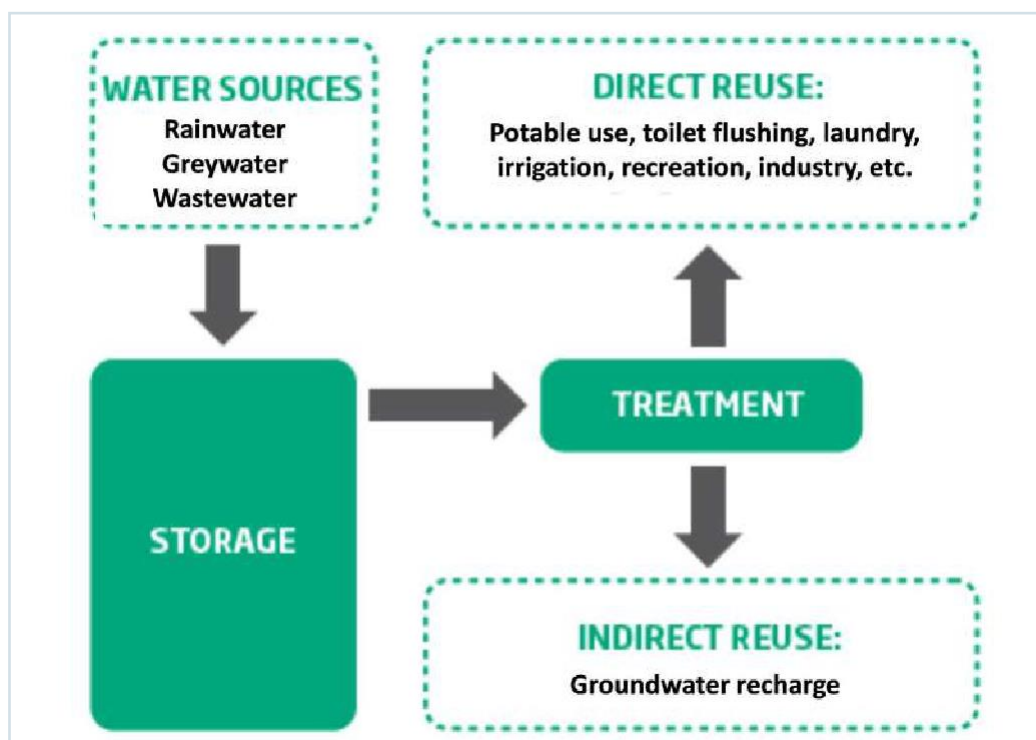 WATER SOURCES
Rainwater
Greywater
Wastewater
DIRECT REUSE:
Potable use, toilet flushing, laundry,
irrigation, recreation, industry, etc.
STORAGE
TREATMENT
INDIRECT REUSE:
Groundwater recharge